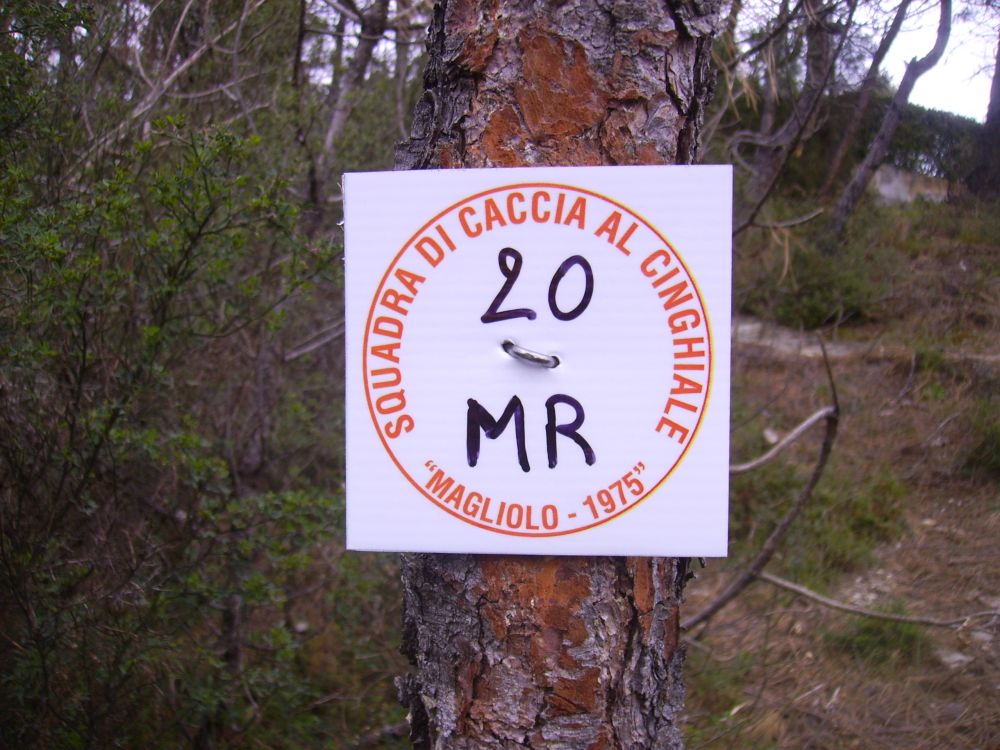 SQUADRA DI CACCIA AL CINGHIALE
20
MR
"MAGLIOLO - 1975"